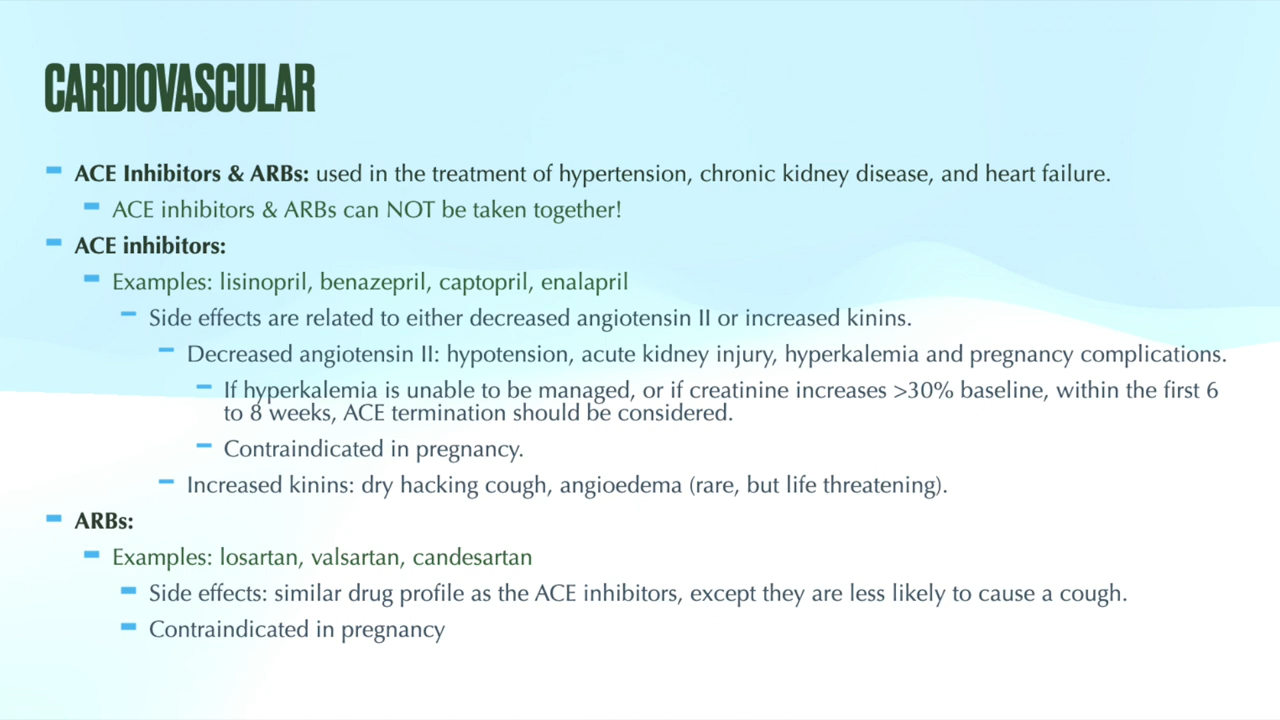 CARDIOVASCULAR
ACE Inhibitors & ARBs: used in the treatment of hypertension, chronic kidney disease, and heart failure.
ACE inhibitors & ARBs can NOT be taken together!
ACE inhibitors:
Examples: lisinopril, benazepril, captopril, enalapril
Side effects are related to either decreased angiotensin II or increased kinins.
Decreased angiotensin II: hypotension, acute kidney injury, hyperkalemia and pregnancy complications.
If hyperkalemia is unable to be managed, or if creatinine increases >30% baseline, within the first 6
to 8 weeks, ACE termination should be considered.
Contraindicated in pregnancy.
Increased kinins: dry hacking cough, angioedema (rare, but life threatening).
ARBs:
Examples: losartan, valsartan, candesartan
Side effects: similar drug profile as the ACE inhibitors, except they are less likely to cause a cough.
Contraindicated in pregnancy